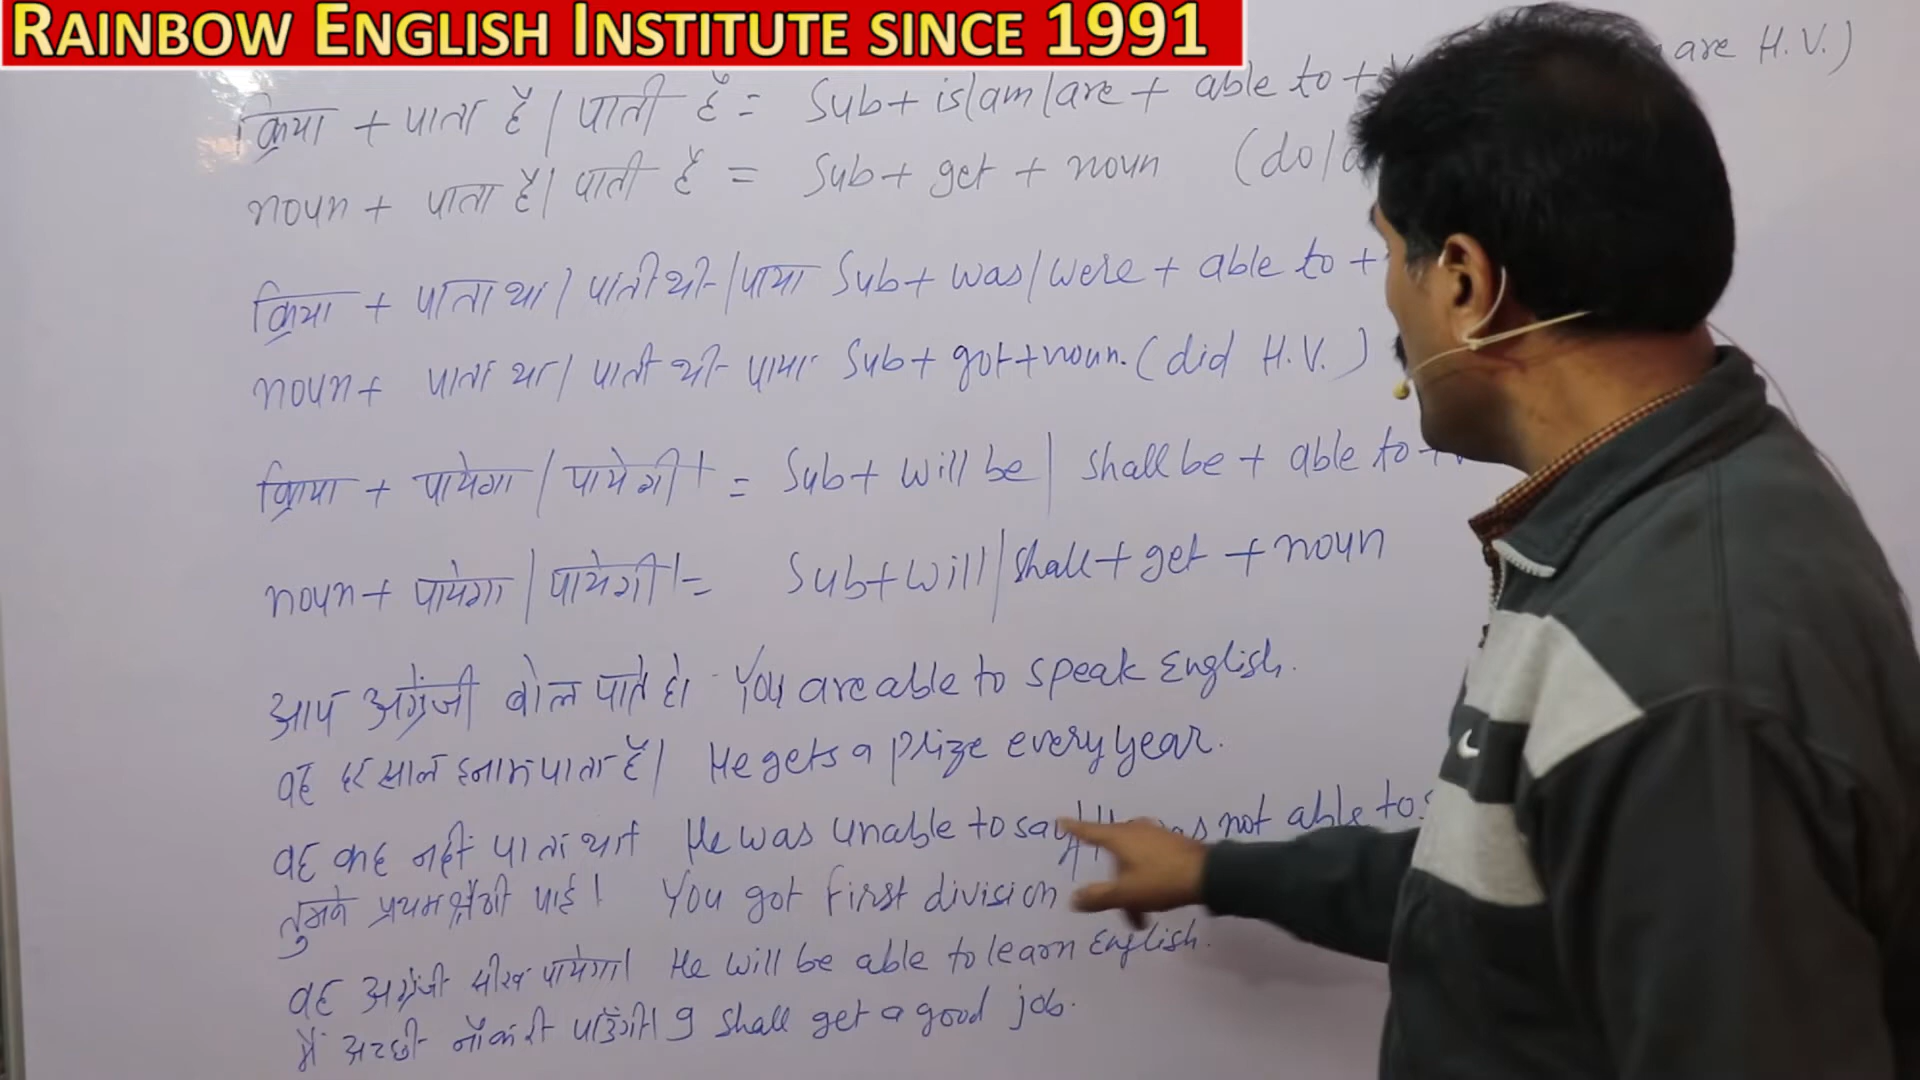 RAINBOW ENGLISH INSTITUTE SINCE 1991
are H.V.)
क्रिया + पाता है / पाती है = Sub + is/am/are + able to +
noun + पाता है / पाती है = Sub + get + noun (do/
क्रिया + पाता था / पाती थी / पाया Sub + was/were + able to +
noun + पाता था / पाती थी पाया Sub + got + noun. (did H.V.)
क्रिया + पायेगा / पायेगी । = Sub + will be / shall be + able to +
noun + पायेगा / पायेगी । = Sub + will / shall + get + noun
आप अंग्रेजी बोल पाते हो You are able to speak English.
वह हर साल इनाम पाता है। He gets a prize every year.
वह कह नहीं पाता था He was unable to say not able to
तुमने प्रथम श्रेणी पाई। You got first division
वह अंग्रेजी सीख पायेगा। He will be able to learn English.
मैं अच्छी नौकरी पाउँगी। I shall get a good job.